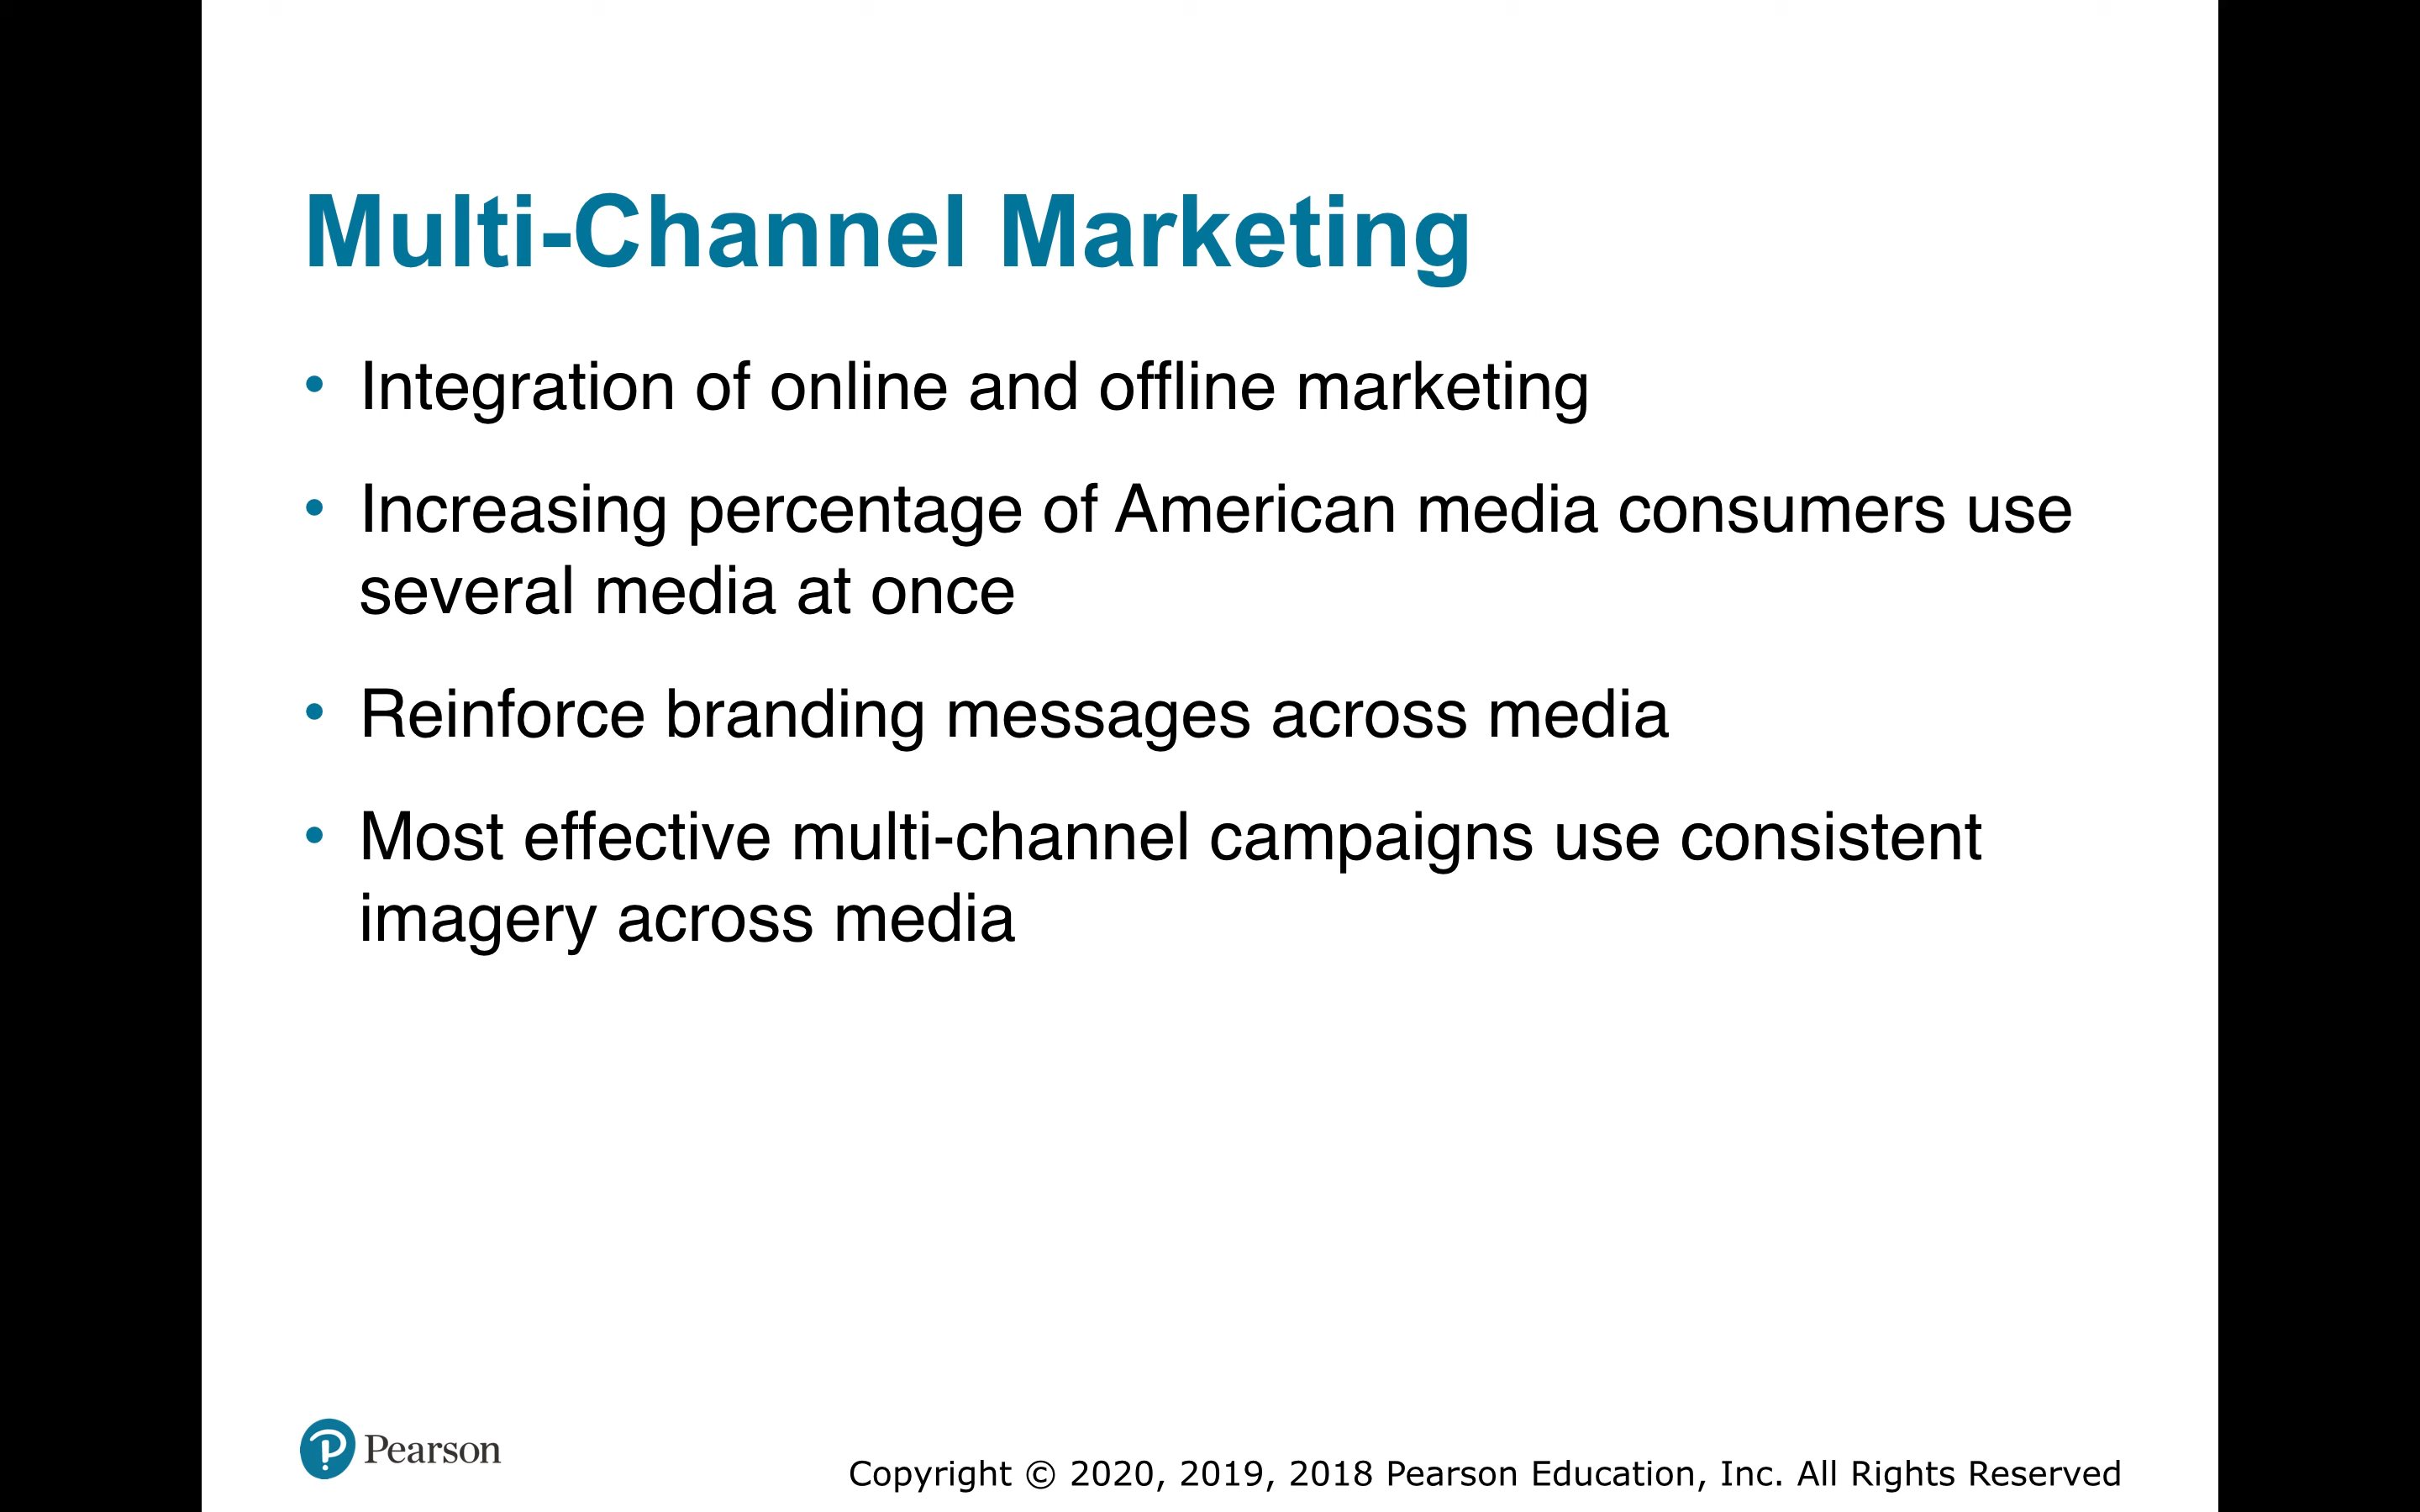 Multi-Channel Marketing
• Integration of online and offline marketing
• Increasing percentage of American media consumers use
several media at once
• Reinforce branding messages across media
• Most effective multi-channel campaigns use consistent
imagery across media
Pearson
Copyright © 2020, 2019, 2018 Pearson Education, Inc. All Rights Reserved